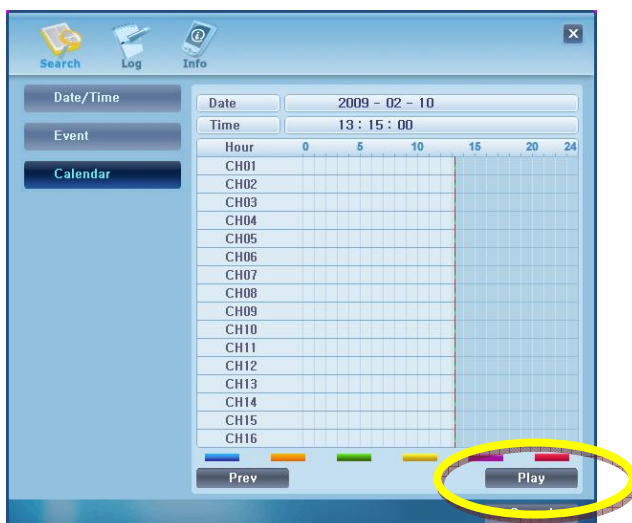 Search Log Info
Date/Time
Event
Calendar
Date 2009 - 02 - 10
Time 13 : 15 : 00
Hour 0 5 10 15 20 24
CH01
CH02
CH03
CH04
CH05
CH06
CH07
CH08
CH09
CH10
CH11
CH12
CH13
CH14
CH15
CH16
Prev Play